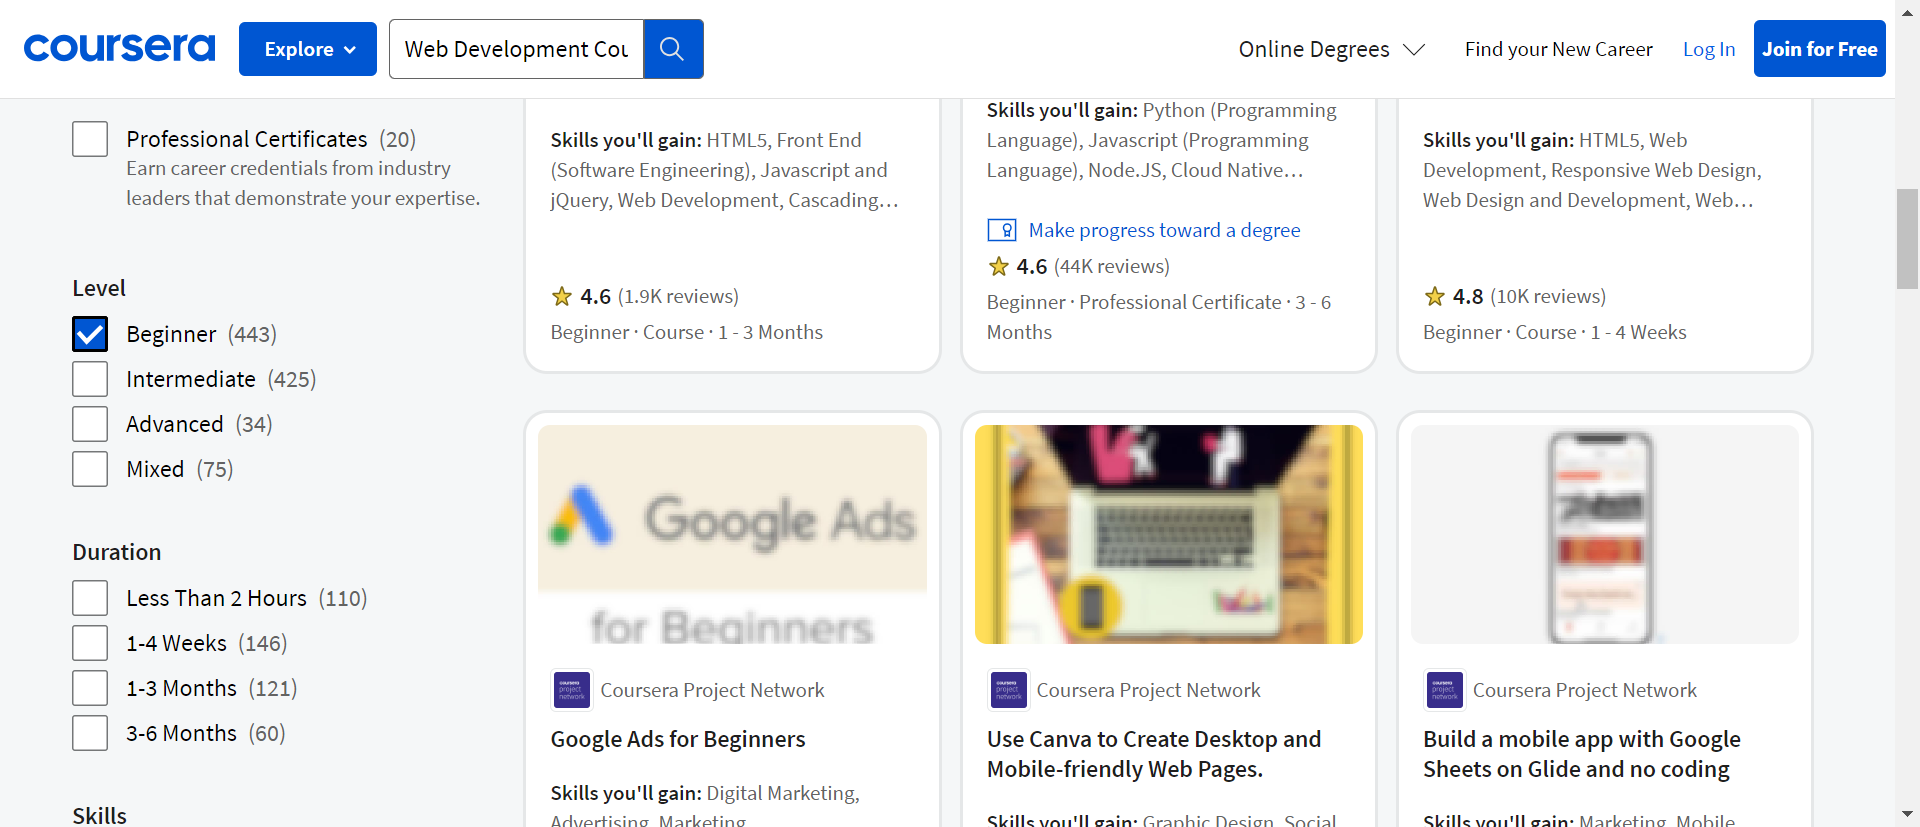 coursera
Explore
Web Development Cou
Online Degrees
Find your New Career
Log In
Join for Free
Professional Certificates (20)
Earn career credentials from industry
leaders that demonstrate your expertise.
Level
Beginner (443)
Intermediate (425)
Advanced (34)
Mixed (75)
Duration
Less Than 2 Hours (110)
1-4 Weeks (146)
1-3 Months (121)
3-6 Months (60)
Skills
Skills you'll gain: HTML5, Front End
(Software Engineering), Javascript and
jQuery, Web Development, Cascading…
4.6 (1.9K reviews)
Beginner · Course · 1 - 3 Months
Skills you'll gain: Python (Programming
Language), Javascript (Programming
Language), Node.JS, Cloud Native…
Make progress toward a degree
4.6 (44K reviews)
Beginner · Professional Certificate · 3 - 6
Months
Skills you'll gain: HTML5, Web
Development, Responsive Web Design,
Web Design and Development, Web…
4.8 (10K reviews)
Beginner · Course · 1 - 4 Weeks
Google Ads
for Beginners
coursera
project
network
Coursera Project Network
Google Ads for Beginners
Skills you'll gain: Digital Marketing,
Advertising, Marketing
coursera
project
network
Coursera Project Network
Use Canva to Create Desktop and
Mobile-friendly Web Pages.
Skills you'll gain: Graphic Design, Social
coursera
project
network
Coursera Project Network
Build a mobile app with Google
Sheets on Glide and no coding
Skills you'll gain: Marketing, Mobile